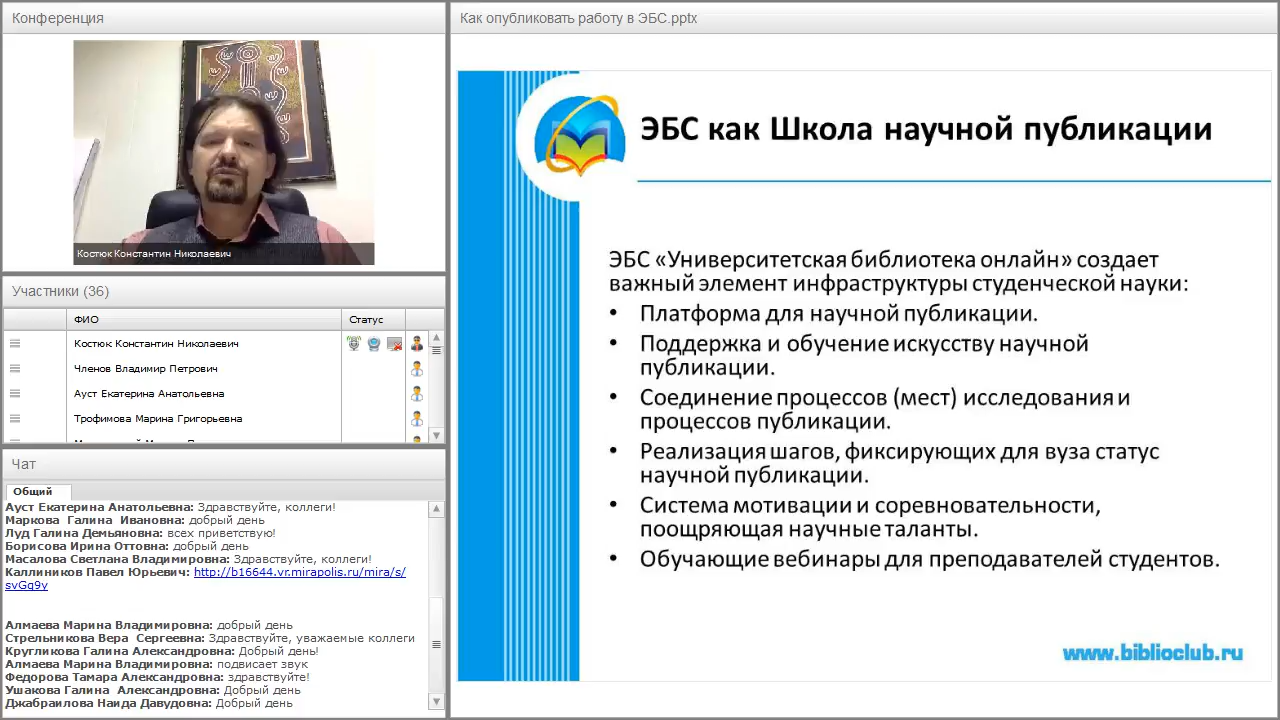 Конференция
Костюк Константин Николаевич
Участники (36)
ФИО
Статус
Костюк Константин Николаевич
Членов Владимир Петрович
Ауст Екатерина Анатольевна
Трофимова Марина Григорьевна
Чат
Общий
Ауст Екатерина Анатольевна: Здравствуйте, коллеги!
Маркова Галина Ивановна: добрый день
Луд Галина Демьяновна: всех приветствую!
Борисова Ирина Оттовна: добрый день
Масалова Светлана Владимировна: Здравствуйте, коллеги!
Каллиников Павел Юрьевич: http://b16644.vr.mirapolis.ru/mira/s/
svGq9y
Алмаева Марина Владимировна: добрый день
Стрельникова Вера Сергеевна: Здравствуйте, уважаемые коллеги
Кругликова Галина Александровна: Добрый день!
Алмаева Марина Владимировна: подвисает звук
Федорова Тамара Александровна: здравствуйте!
Ушакова Галина Александровна: Добрый день
Джабраилова Наида Давудовна: Добрый день
Как опубликовать работу в ЭБС.pptx
ЭБС как Школа научной публикации
ЭБС «Университетская библиотека онлайн» создает
важный элемент инфраструктуры студенческой науки:
• Платформа для научной публикации.
• Поддержка и обучение искусству научной
публикации.
• Соединение процессов (мест) исследования и
процессов публикации.
• Реализация шагов, фиксирующих для вуза статус
научной публикации.
• Система мотивации и соревновательности,
поощряющая научные таланты.
• Обучающие вебинары для преподавателей студентов.
www.biblioclub.ru